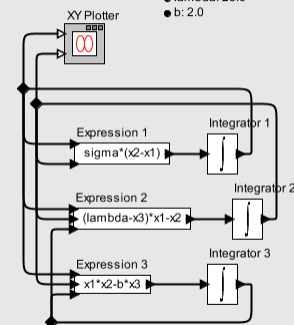 ● b: 2.0
XY Plotter
Integrator 1
Expression 1
sigma*(x2-x1)
∫
Integrator 2
Expression 2
(lambda-x3)*x1-x2
∫
Integrator 3
Expression 3
x1*x2-b*x3
∫